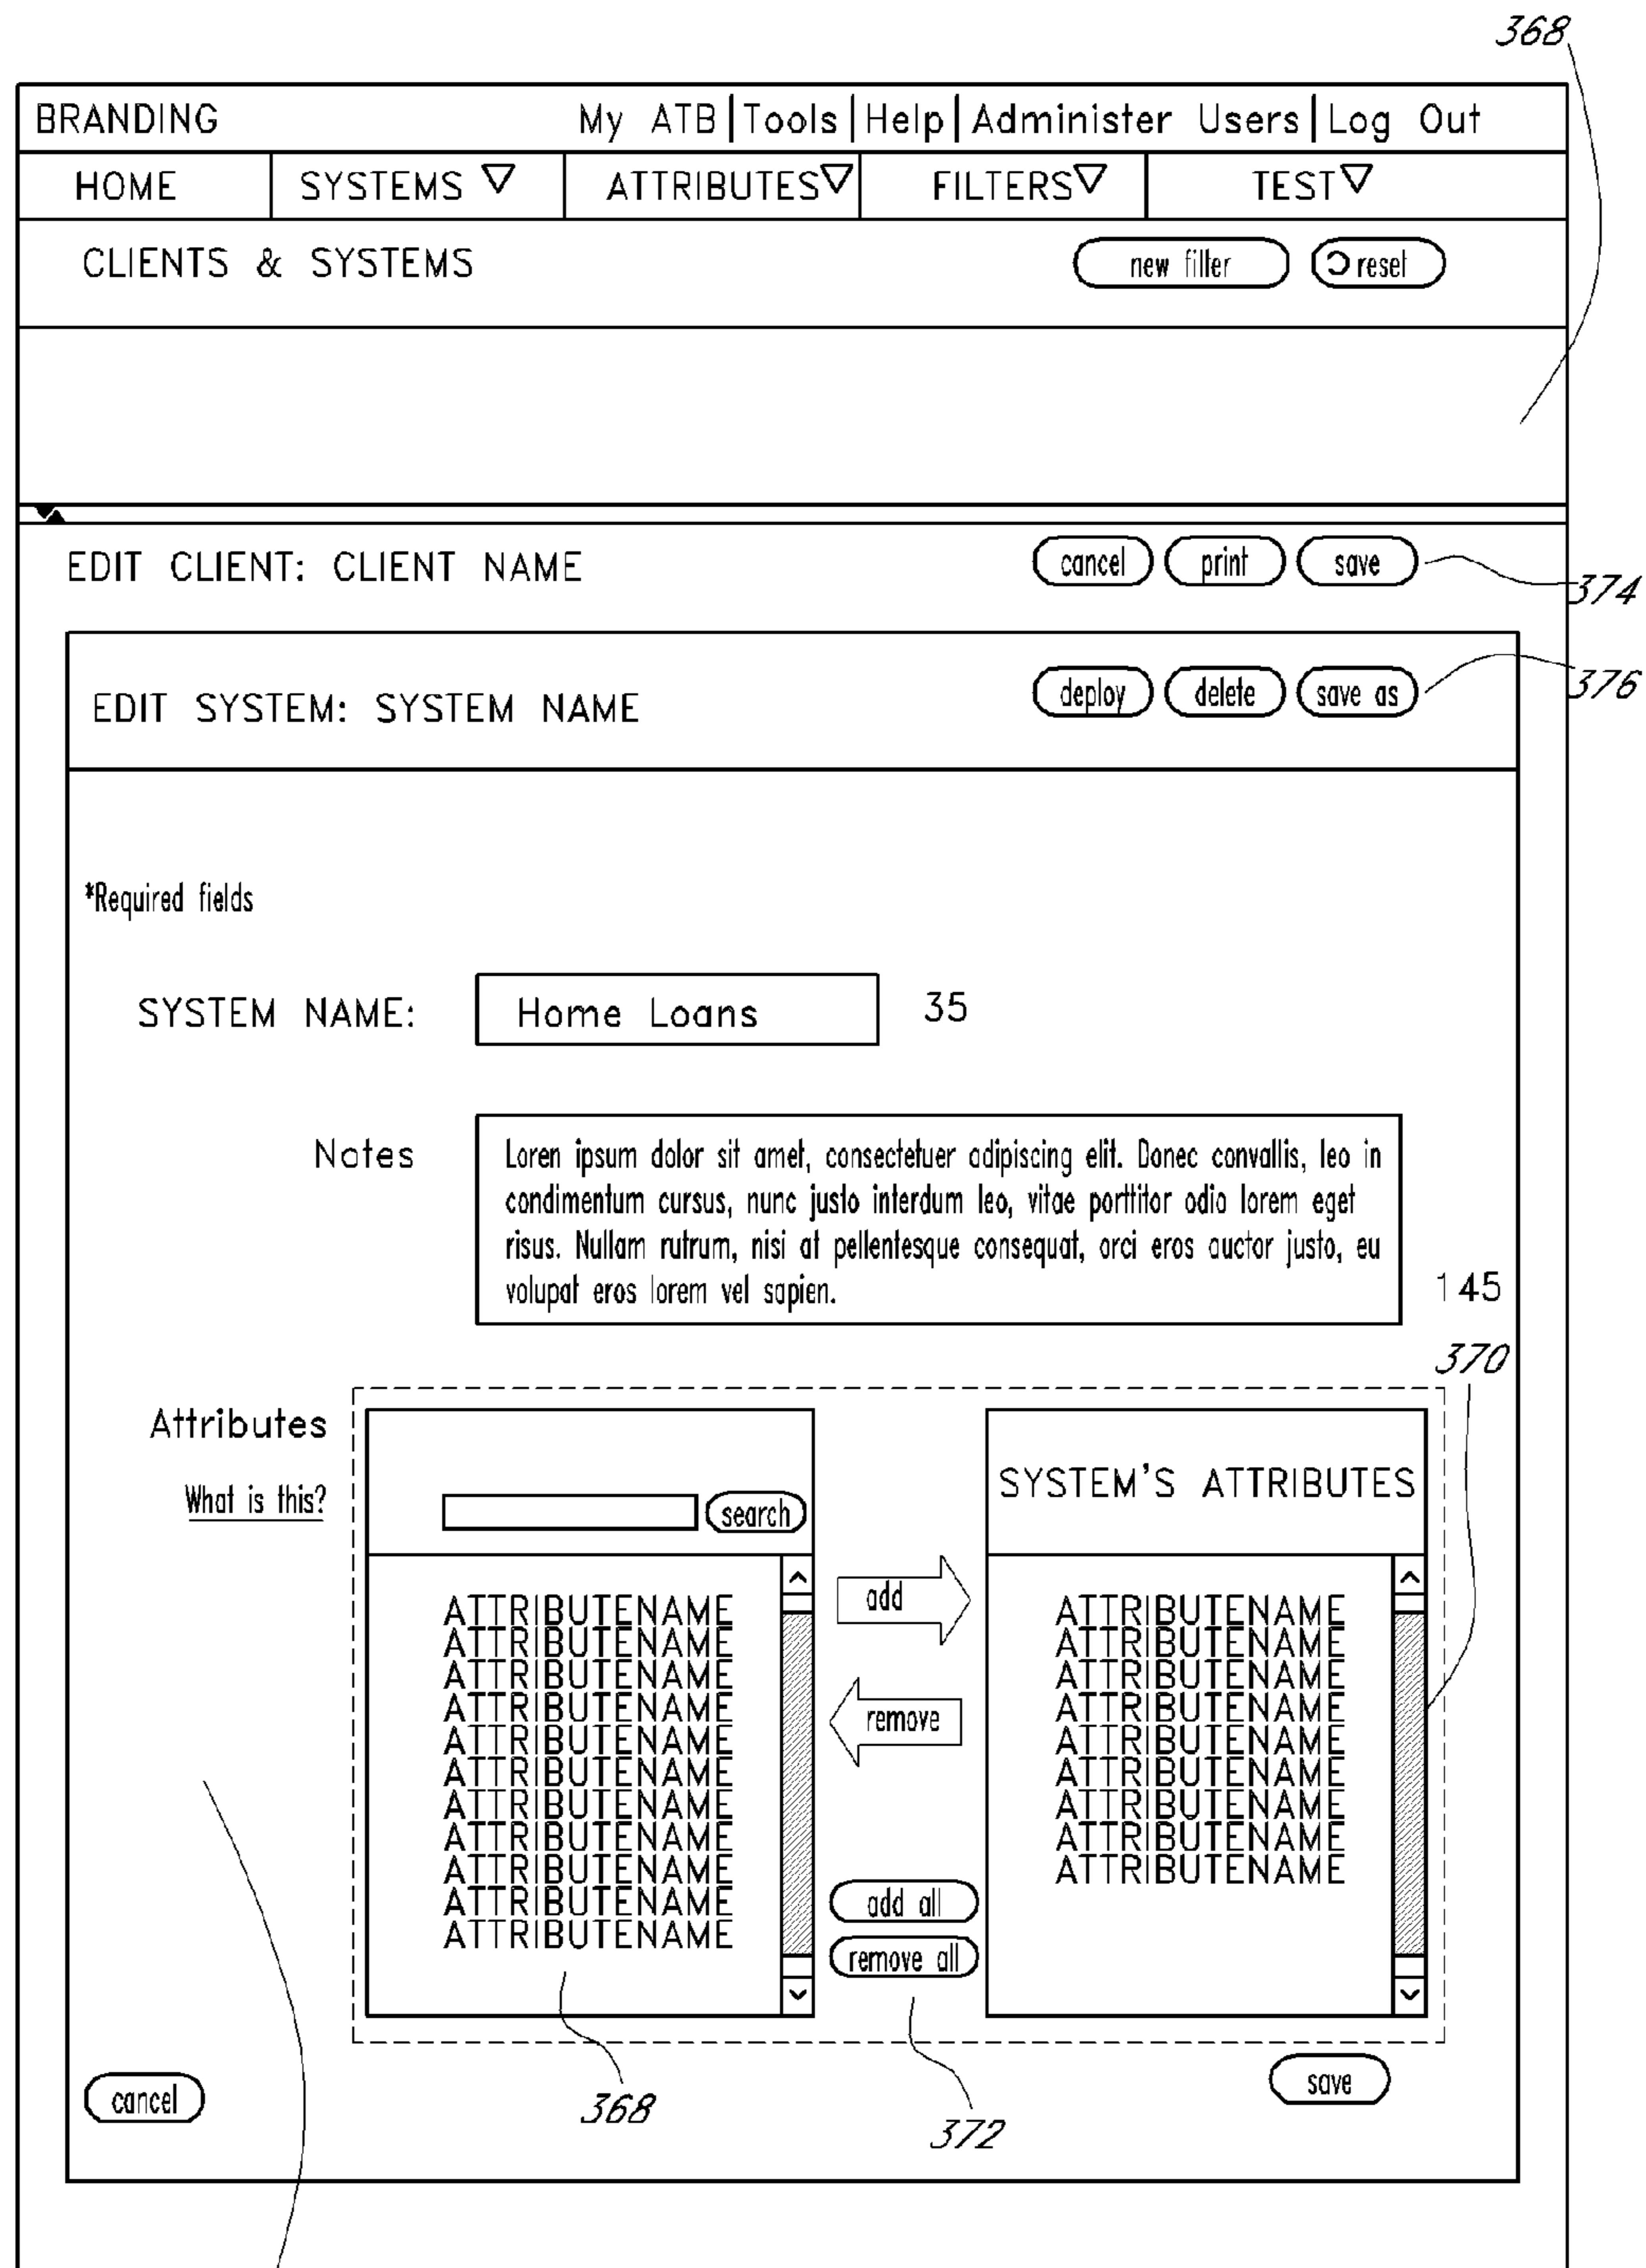 368
BRANDING My ATB|Tools|Help|Administer Users|Log Out
HOME SYSTEMS ▽ ATTRIBUTES▽ FILTERS▽ TEST▽
CLIENTS & SYSTEMS new filter reset
EDIT CLIENT: CLIENT NAME cancel print save
374
EDIT SYSTEM: SYSTEM NAME deploy delete save as
376
*Required fields
SYSTEM NAME: Home Loans 35
Notes Loren ipsum dolor sit amet, consectetuer adipiscing elit. Donec convallis, leo in
condimentum cursus, nunc justo interdum leo, vitae porttitor odio lorem eget
risus. Nullam rutrum, nisi at pellentesque consequat, orci eros auctor justo, eu
volupat eros lorem vel sapien.
145
370
Attributes
SYSTEM'S ATTRIBUTES
What is this? search
ATTRIBUTENAME add ATTRIBUTENAME
ATTRIBUTENAME ATTRIBUTENAME
ATTRIBUTENAME ATTRIBUTENAME
ATTRIBUTENAME remove ATTRIBUTENAME
ATTRIBUTENAME ATTRIBUTENAME
ATTRIBUTENAME ATTRIBUTENAME
ATTRIBUTENAME ATTRIBUTENAME
ATTRIBUTENAME ATTRIBUTENAME
ATTRIBUTENAME ATTRIBUTENAME
ATTRIBUTENAME add all
ATTRIBUTENAME remove all
cancel save
368
372